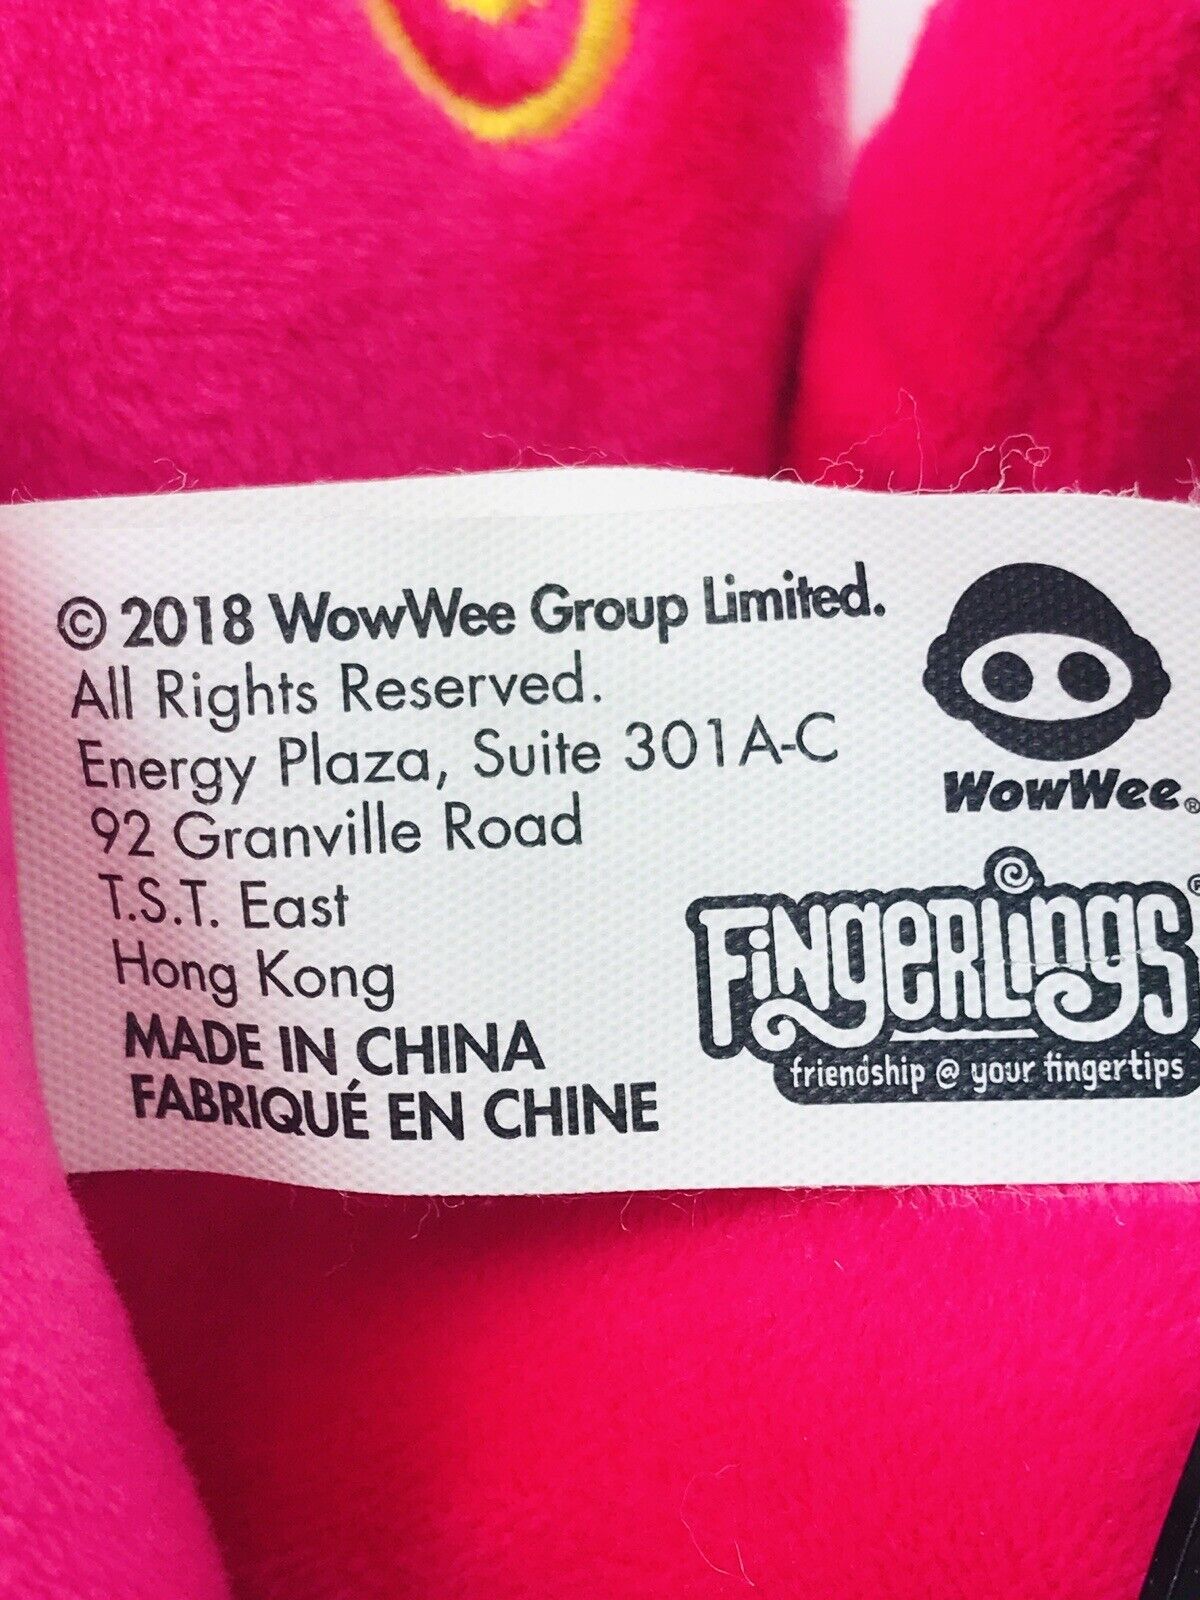 © 2018 WowWee Group Limited.
All Rights Reserved.
Energy Plaza, Suite 301A-C
92 Granville Road
T.S.T. East
Hong Kong
MADE IN CHINA
FABRIQUÉ EN CHINE
WowWee®
FiNgeRLiNgS®
friendship @ your fingertips